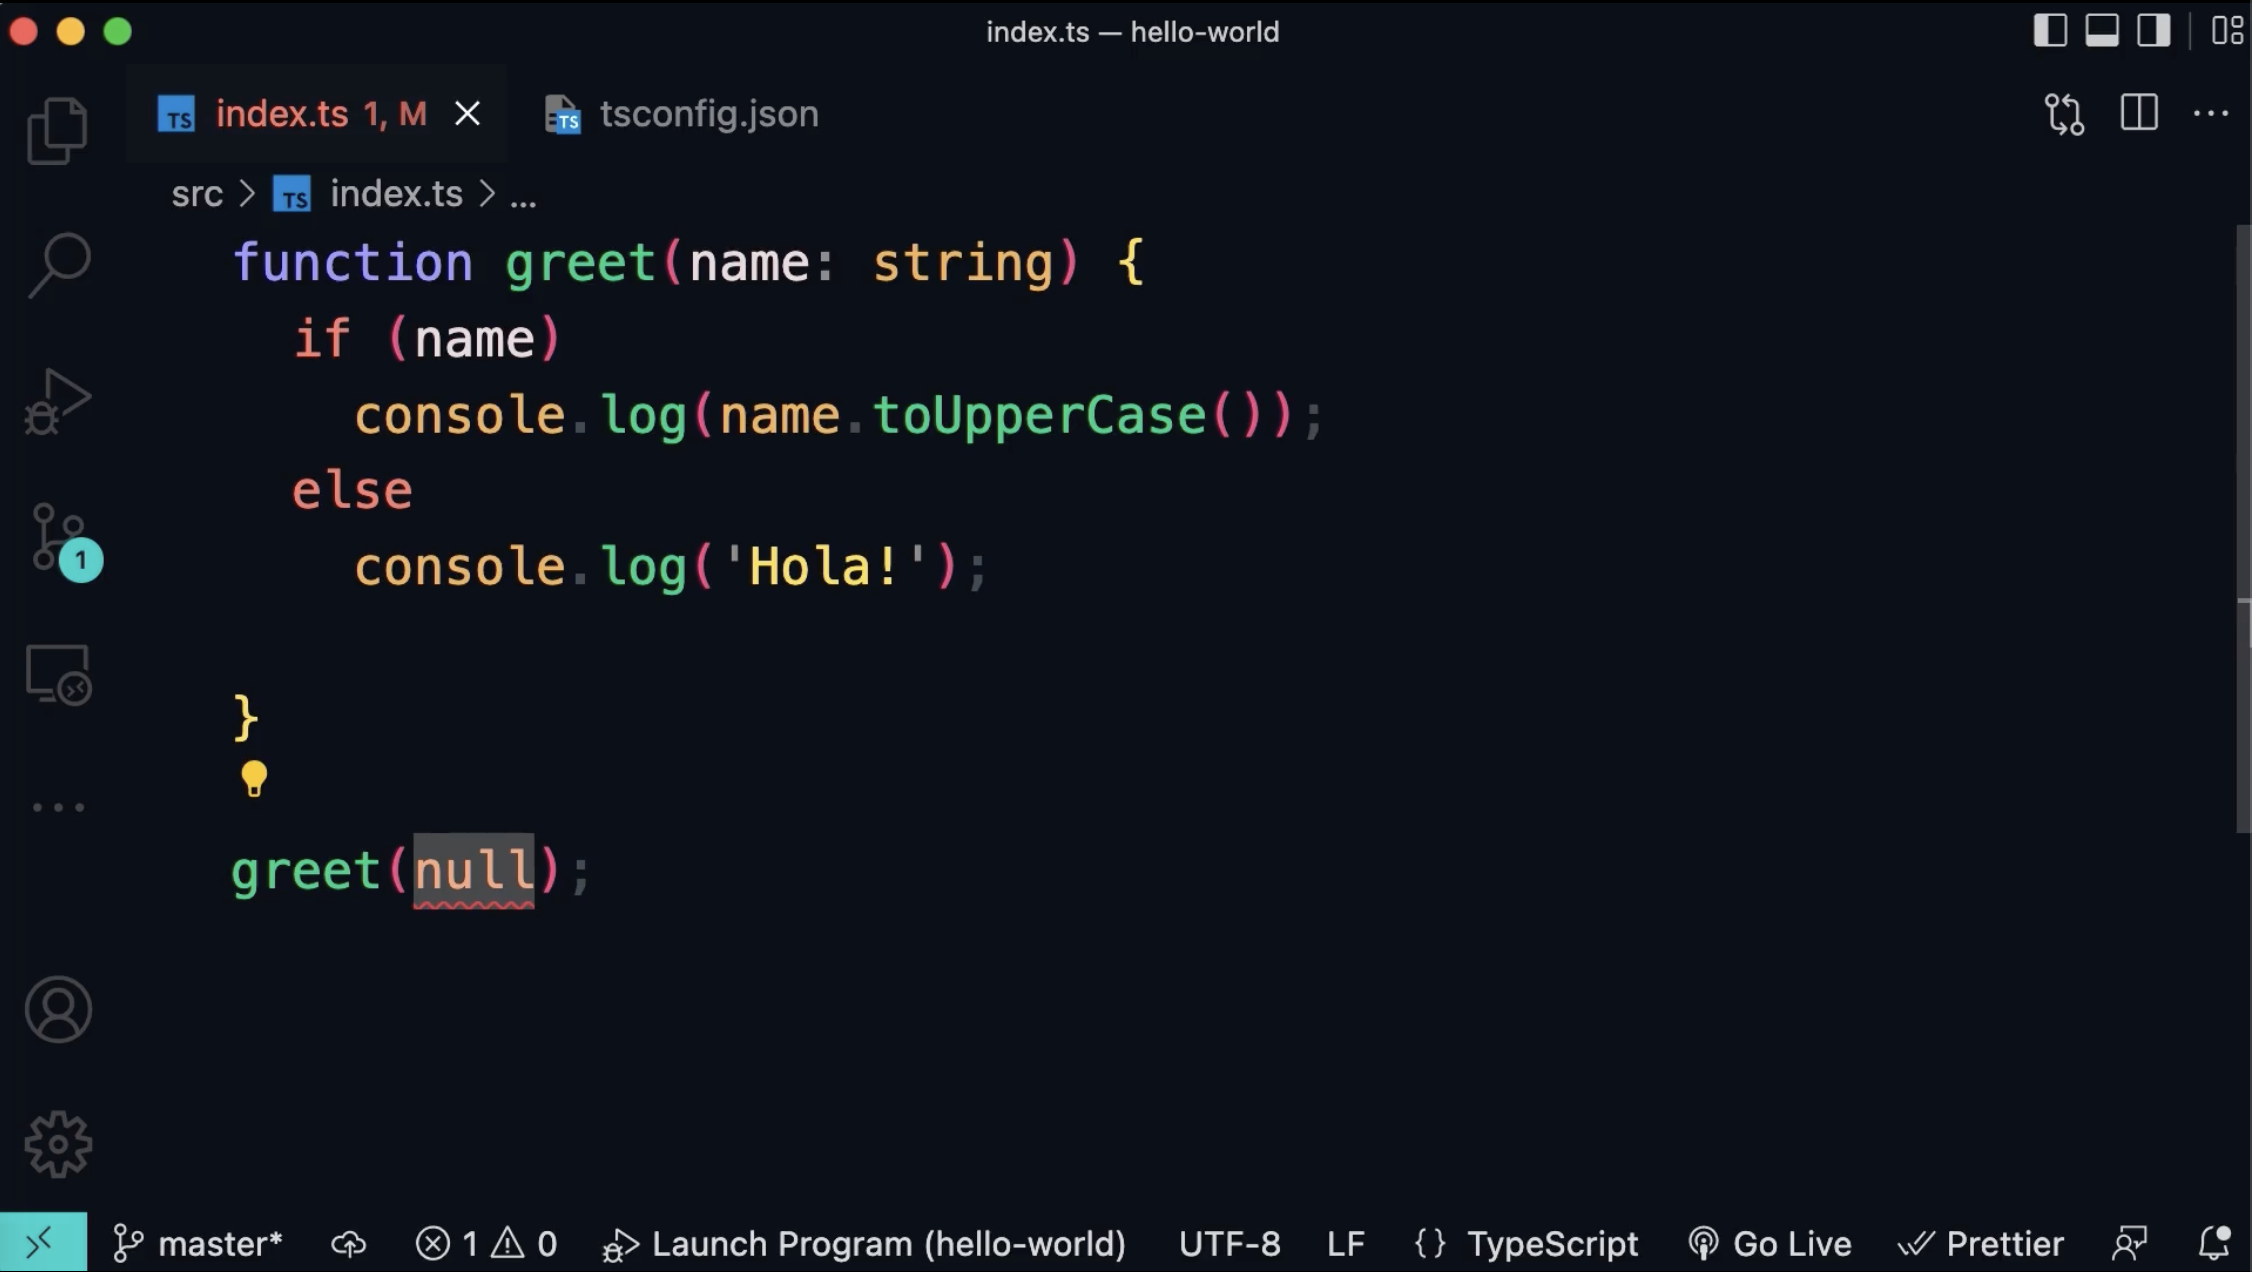 index.ts — hello-world
TS index.ts 1, M TS tsconfig.json
src > TS index.ts > ...
function greet(name: string) {
  if (name)
    console.log(name.toUpperCase());
  else
    console.log('Hola!');
}
greet(null);
1
master* 1 0 Launch Program (hello-world) UTF-8 LF {} TypeScript Go Live Prettier